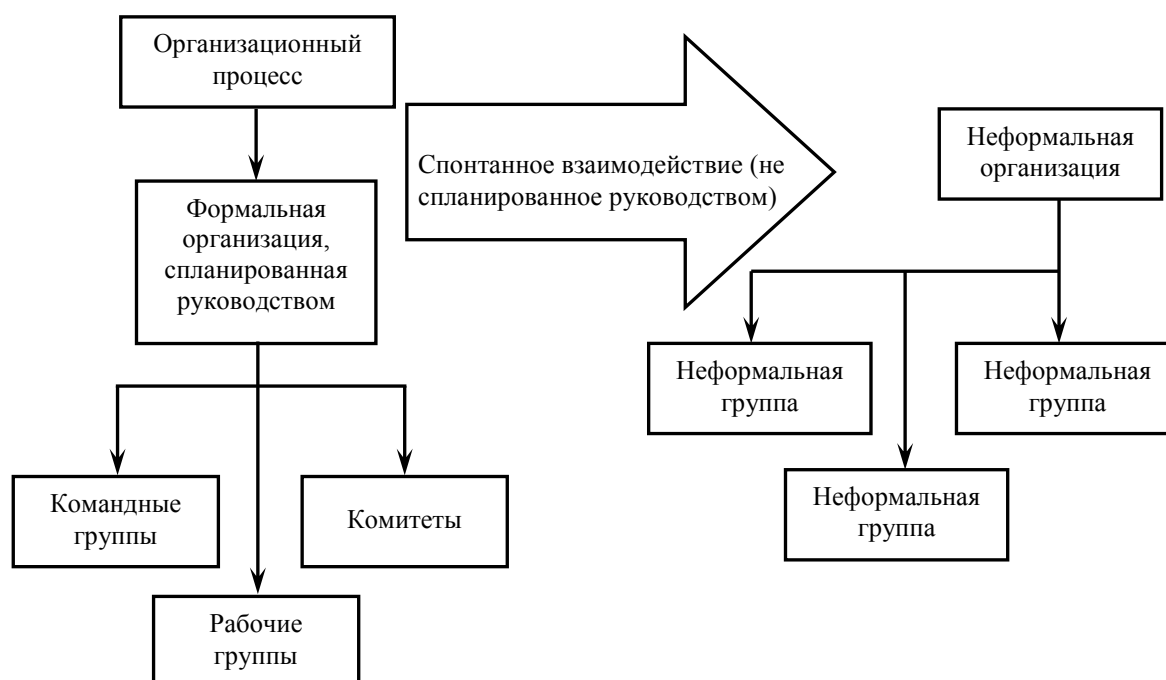 Организационный
процесс
Формальная
организация,
спланированная
руководством
Командные
группы
Комитеты
Рабочие
группы
Спонтанное взаимодействие (не
спланированное руководством)
Неформальная
организация
Неформальная
группа
Неформальная
группа
Неформальная
группа